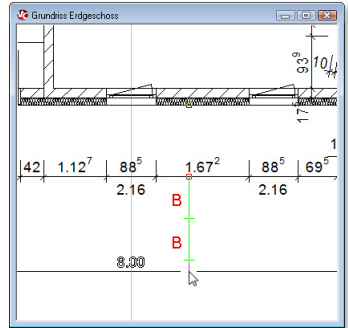 Grundriss Erdgeschoss
93⁹
10
17⁵
1
42 1.12⁷ 88⁵ 1.67² 88⁵ 69⁵
2.16 2.16
B
B
8.00